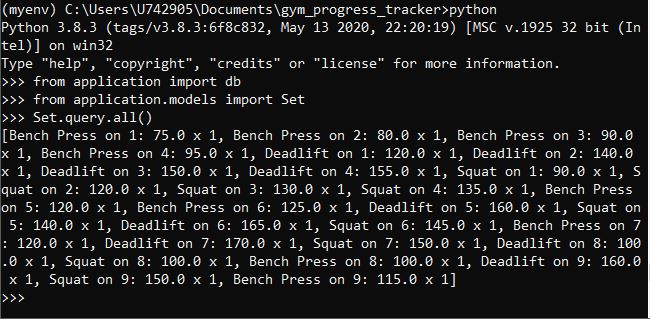 (myenv) C:\Users\U742905\Documents\gym_progress_tracker>python
Python 3.8.3 (tags/v3.8.3:6f8c832, May 13 2020, 22:20:19) [MSC v.1925 32 bit (In
tel)] on win32
Type "help", "copyright", "credits" or "license" for more information.
>>> from application import db
>>> from application.models import Set
>>> Set.query.all()
[Bench Press on 1: 75.0 x 1, Bench Press on 2: 80.0 x 1, Bench Press on 3: 90.0
x 1, Bench Press on 4: 95.0 x 1, Deadlift on 1: 120.0 x 1, Deadlift on 2: 140.0
x 1, Deadlift on 3: 150.0 x 1, Deadlift on 4: 155.0 x 1, Squat on 1: 90.0 x 1, S
quat on 2: 120.0 x 1, Squat on 3: 130.0 x 1, Squat on 4: 135.0 x 1, Bench Press
on 5: 120.0 x 1, Bench Press on 6: 125.0 x 1, Deadlift on 5: 160.0 x 1, Squat on
 5: 140.0 x 1, Deadlift on 6: 165.0 x 1, Squat on 6: 145.0 x 1, Bench Press on 7
: 120.0 x 1, Deadlift on 7: 170.0 x 1, Squat on 7: 150.0 x 1, Deadlift on 8: 100
.0 x 1, Squat on 8: 100.0 x 1, Bench Press on 8: 100.0 x 1, Deadlift on 9: 160.0
 x 1, Squat on 9: 150.0 x 1, Bench Press on 9: 115.0 x 1]
>>>